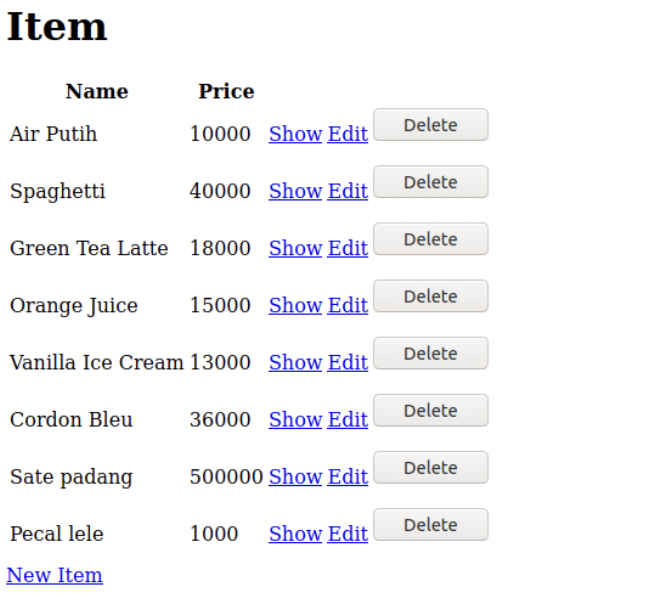 Item
Name Price
Air Putih 10000 Show Edit Delete
Spaghetti 40000 Show Edit Delete
Green Tea Latte 18000 Show Edit Delete
Orange Juice 15000 Show Edit Delete
Vanilla Ice Cream 13000 Show Edit Delete
Cordon Bleu 36000 Show Edit Delete
Sate padang 500000 Show Edit Delete
Pecal lele 1000 Show Edit Delete
New Item